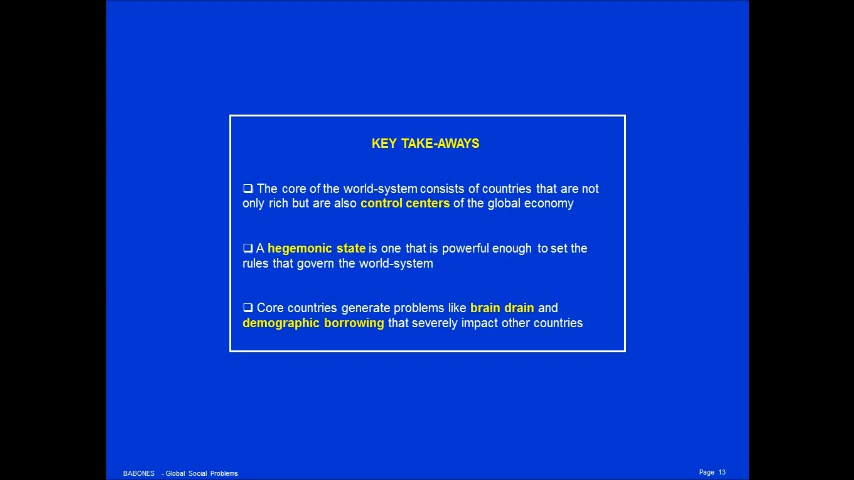 KEY TAKE-AWAYS
❑ The core of the world-system consists of countries that are not
only rich but are also control centers of the global economy
❑ A hegemonic state is one that is powerful enough to set the
rules that govern the world-system
❑ Core countries generate problems like brain drain and
demographic borrowing that severely impact other countries
BABONES - Global Social Problems
Page 13